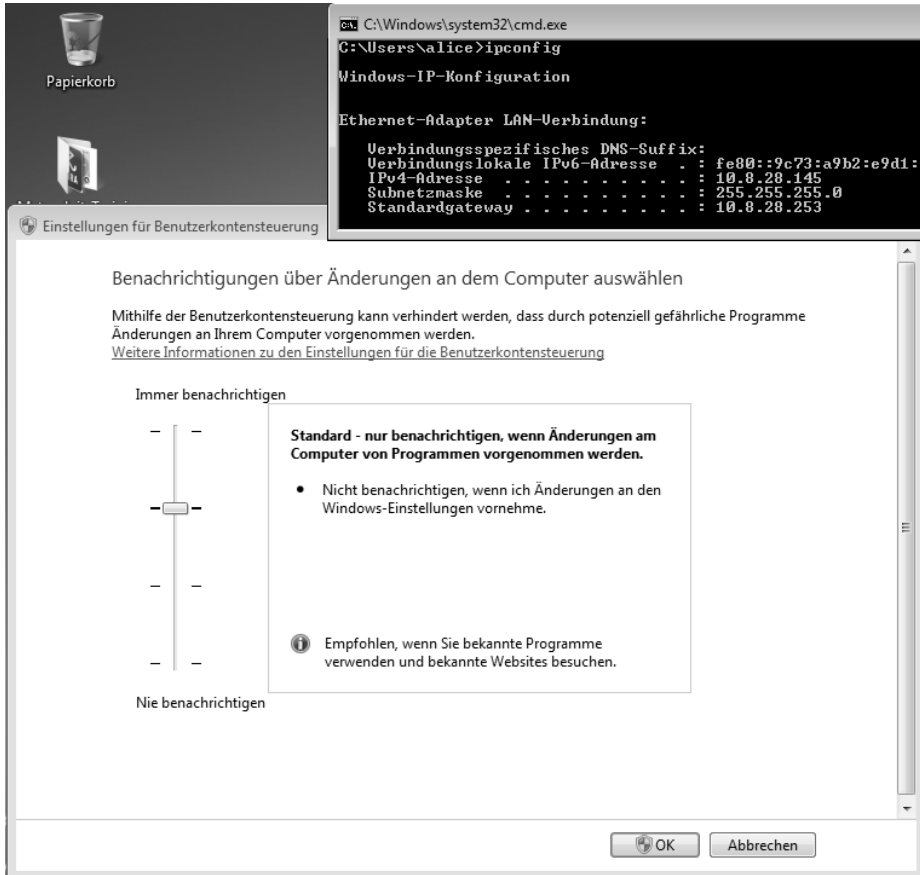 Papierkorb
C:\Windows\system32\cmd.exe
C:\Users\alice>ipconfig
Windows-IP-Konfiguration
Ethernet-Adapter LAN-Verbindung:
Verbindungsspezifisches DNS-Suffix:
Verbindungslokale IPv6-Adresse . : fe80::9c73:a9b2:e9d1:
IPv4-Adresse . . . . . . . . . . : 10.8.28.145
Subnetzmaske . . . . . . . . . . : 255.255.255.0
Standardgateway . . . . . . . . . : 10.8.28.253
Einstellungen für Benutzerkontensteuerung
Benachrichtigungen über Änderungen an dem Computer auswählen
Mithilfe der Benutzerkontensteuerung kann verhindert werden, dass durch potenziell gefährliche Programme
Änderungen an Ihrem Computer vorgenommen werden.
Weitere Informationen zu den Einstellungen für die Benutzerkontensteuerung
Immer benachrichtigen
Standard - nur benachrichtigen, wenn Änderungen am
Computer von Programmen vorgenommen werden.
• Nicht benachrichtigen, wenn ich Änderungen an den
Windows-Einstellungen vornehme.
Empfohlen, wenn Sie bekannte Programme
verwenden und bekannte Websites besuchen.
Nie benachrichtigen
OK
Abbrechen